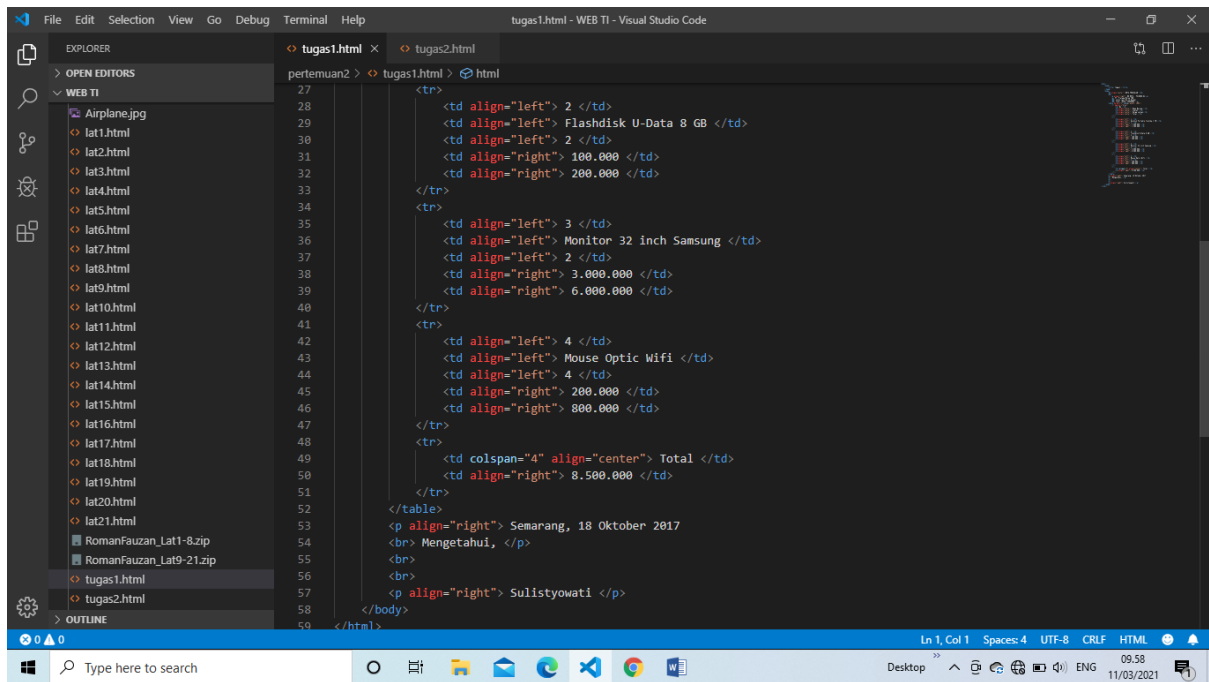 File Edit Selection View Go Debug Terminal Help
tugas1.html - WEB TI - Visual Studio Code
EXPLORER
> OPEN EDITORS
WEB TI
Airplane.jpg
lat1.html
lat2.html
lat3.html
lat4.html
lat5.html
lat6.html
lat7.html
lat8.html
lat9.html
lat10.html
lat11.html
lat12.html
lat13.html
lat14.html
lat15.html
lat16.html
lat17.html
lat18.html
lat19.html
lat20.html
lat21.html
RomanFauzan_Lat1-8.zip
RomanFauzan_Lat9-21.zip
tugas1.html
tugas2.html
> OUTLINE
tugas1.html × tugas2.html
pertemuan2 > tugas1.html > html
27 <tr>
28 <td align="left"> 2 </td>
29 <td align="left"> Flashdisk U-Data 8 GB </td>
30 <td align="left"> 2 </td>
31 <td align="right"> 100.000 </td>
32 <td align="right"> 200.000 </td>
33 </tr>
34 <tr>
35 <td align="left"> 3 </td>
36 <td align="left"> Monitor 32 inch Samsung </td>
37 <td align="left"> 2 </td>
38 <td align="right"> 3.000.000 </td>
39 <td align="right"> 6.000.000 </td>
40 </tr>
41 <tr>
42 <td align="left"> 4 </td>
43 <td align="left"> Mouse Optic Wifi </td>
44 <td align="left"> 4 </td>
45 <td align="right"> 200.000 </td>
46 <td align="right"> 800.000 </td>
47 </tr>
48 <tr>
49 <td colspan="4" align="center"> Total </td>
50 <td align="right"> 8.500.000 </td>
51 </tr>
52 </table>
53 <p align="right"> Semarang, 18 Oktober 2017
54 <br> Mengetahui, </p>
55 <br>
56 <br>
57 <p align="right"> Sulistyowati </p>
58 </body>
59 </html>
0 0
Ln 1, Col 1 Spaces: 4 UTF-8 CRLF HTML
Type here to search
Desktop » ENG 09.58
11/03/2021
1